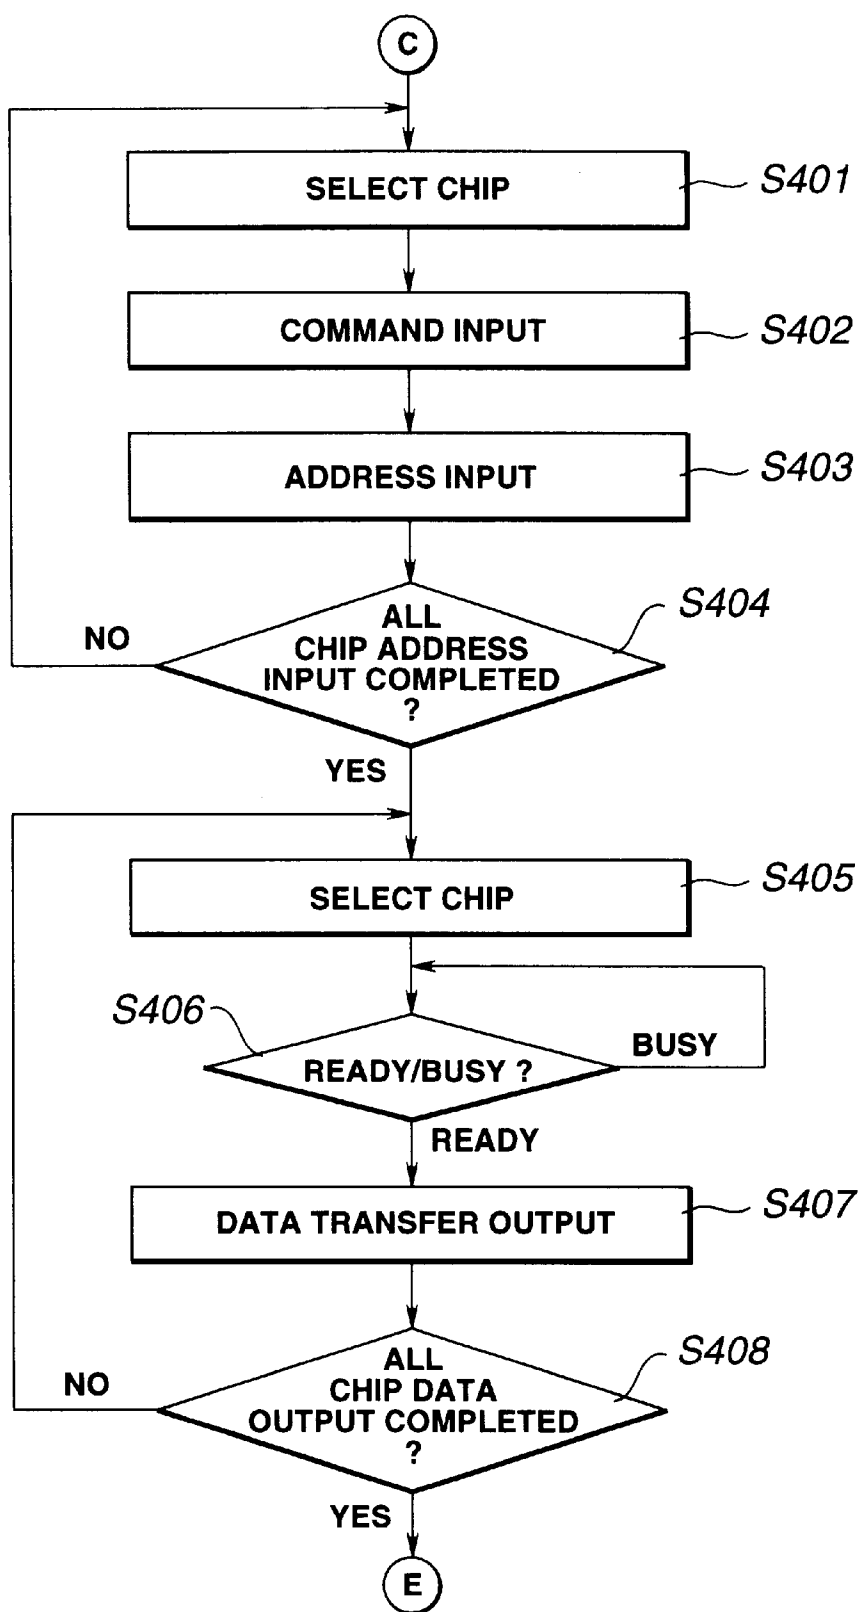 C
SELECT CHIP
S401
COMMAND INPUT
S402
ADDRESS INPUT
S403
S404
ALL
CHIP ADDRESS
INPUT COMPLETED
?
NO
YES
SELECT CHIP
S405
S406
READY/BUSY ?
BUSY
READY
DATA TRANSFER OUTPUT
S407
S408
ALL
CHIP DATA
OUTPUT COMPLETED
?
NO
YES
E